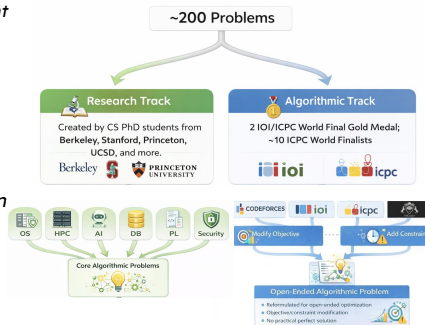 ~200 Problems
Research Track
Created by CS PhD students from
Berkeley, Stanford, Princeton,
UCSD, and more.
Berkeley
PRINCETON
UNIVERSITY
Algorithmic Track
2 IOI/ICPC World Final Gold Medal;
~10 ICPC World Finalists
ioi
icpc
OS
HPC
AI
DB
PL
Security
Core Algorithmic Problems
CODEFORCES
ioi
icpc
Modify Objective
Add Constrain
Open-Ended Algorithmic Problem
Reformulated for open-ended optimization
Objective/constraint modification
No practical perfect solution